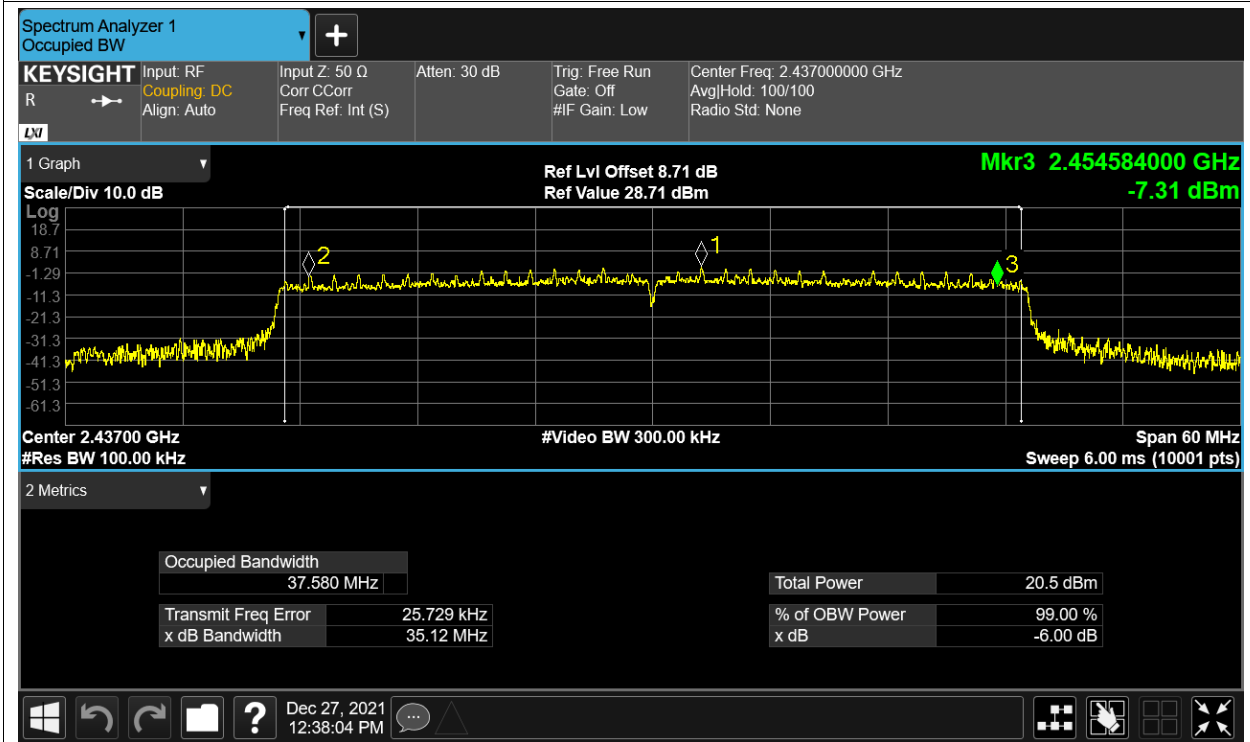 Spectrum Analyzer 1
Occupied BW
KEYSIGHT
R
LXI
Input: RF
Coupling: DC
Align: Auto
Input Z: 50 Ω
Corr CCorr
Freq Ref: Int (S)
Atten: 30 dB
Trig: Free Run
Gate: Off
#IF Gain: Low
Center Freq: 2.437000000 GHz
Avg|Hold: 100/100
Radio Std: None
1 Graph
Scale/Div 10.0 dB
Ref Lvl Offset 8.71 dB
Ref Value 28.71 dBm
Mkr3 2.454584000 GHz
-7.31 dBm
Log
18.7
8.71
-1.29
-11.3
-21.3
-31.3
-41.3
-51.3
-61.3
2
1
3
Center 2.43700 GHz
#Video BW 300.00 kHz
Span 60 MHz
#Res BW 100.00 kHz
Sweep 6.00 ms (10001 pts)
2 Metrics
Occupied Bandwidth
37.580 MHz
Total Power 20.5 dBm
Transmit Freq Error 25.729 kHz
% of OBW Power 99.00 %
x dB Bandwidth 35.12 MHz
x dB -6.00 dB
?
Dec 27, 2021
12:38:04 PM